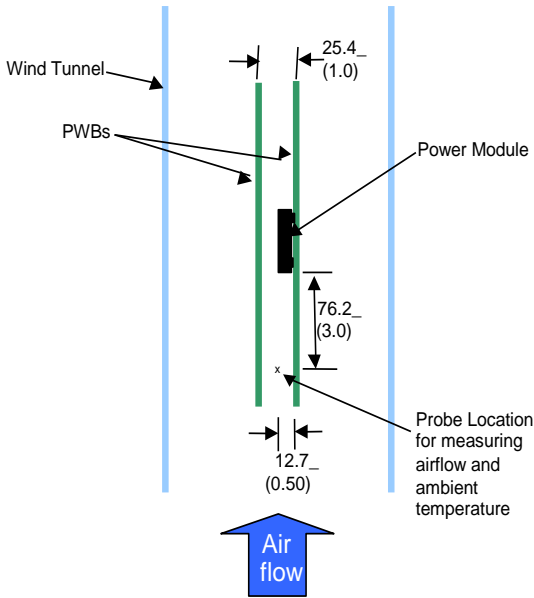 25.4_
(1.0)
Wind Tunnel
PWBs
Power Module
76.2_
(3.0)
x
Probe Location
for measuring
airflow and
ambient
temperature
12.7_
(0.50)
Air
flow